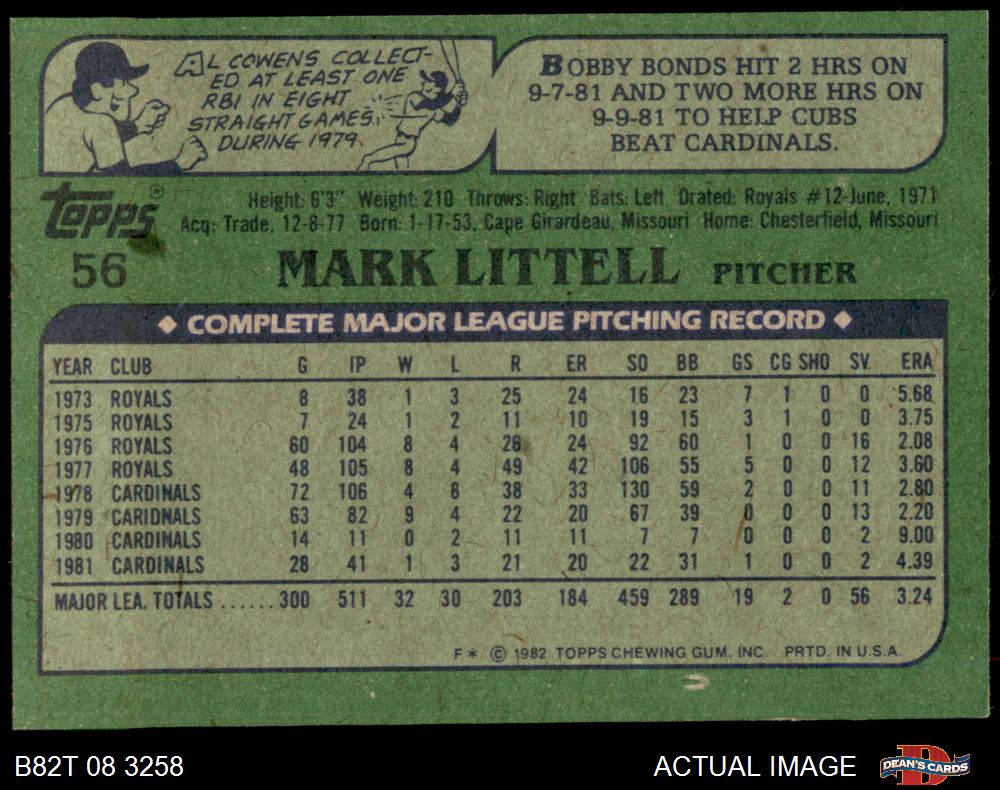 AL COWENS COLLECT-
ED AT LEAST ONE
RBI IN EIGHT
STRAIGHT GAMES
DURING 1979.
BOBBY BONDS HIT 2 HRS ON
9-7-81 AND TWO MORE HRS ON
9-9-81 TO HELP CUBS
BEAT CARDINALS.
TOPPS®
Height: 6'3" Weight: 210 Throws: Right Bats: Left Drated: Royals #12-June, 1971
Acq: Trade, 12-8-77 Born: 1-17-53, Cape Girardeau, Missouri Home: Chesterfield, Missouri
56 MARK LITTELL PITCHER
COMPLETE MAJOR LEAGUE PITCHING RECORD
YEAR CLUB G IP W L R ER SO BB GS CG SHO SV. ERA
1973 ROYALS 8 38 1 3 25 24 16 23 7 1 0 0 5.68
1975 ROYALS 7 24 1 2 11 10 19 15 3 1 0 0 3.75
1976 ROYALS 60 104 8 4 26 24 92 60 1 0 0 16 2.08
1977 ROYALS 48 105 8 4 49 42 106 55 5 0 0 12 3.60
1978 CARDINALS 72 106 4 8 38 33 130 59 2 0 0 11 2.80
1979 CARIDNALS 63 82 9 4 22 20 67 39 0 0 0 13 2.20
1980 CARDINALS 14 11 0 2 11 11 7 7 0 0 0 2 9.00
1981 CARDINALS 28 41 1 3 21 20 22 31 1 0 0 2 4.39
MAJOR LEA. TOTALS ......300 511 32 30 203 184 459 289 19 2 0 56 3.24
F* © 1982 TOPPS CHEWING GUM. INC. PRTD. IN U.S.A.
B82T 08 3258 ACTUAL IMAGE DEAN'S CARDS